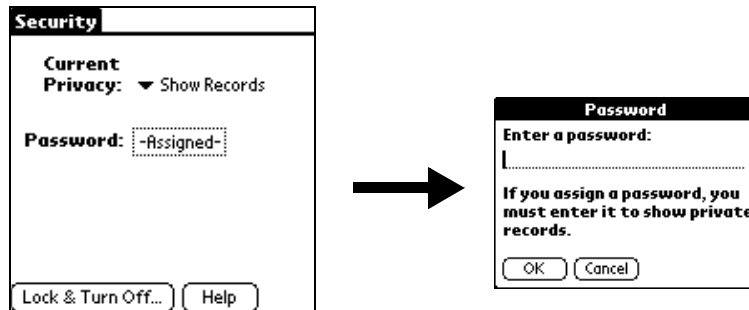 Security
Current
Privacy: Show Records
Password: -Assigned-
Lock & Turn Off... Help
Password
Enter a password:
If you assign a password, you
must enter it to show private
records.
OK Cancel